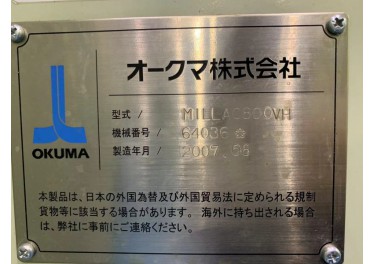 オークマ株式会社
OKUMA
型式 / MILLAC800VH
機械番号 / 64036
製造年月 / 2007.
本製品は、日本の外国為替及び外国貿易法に定められる規制
貨物等に該当する場合があります。海外に持ち出される場合
は、弊社に事前にご連絡ください。